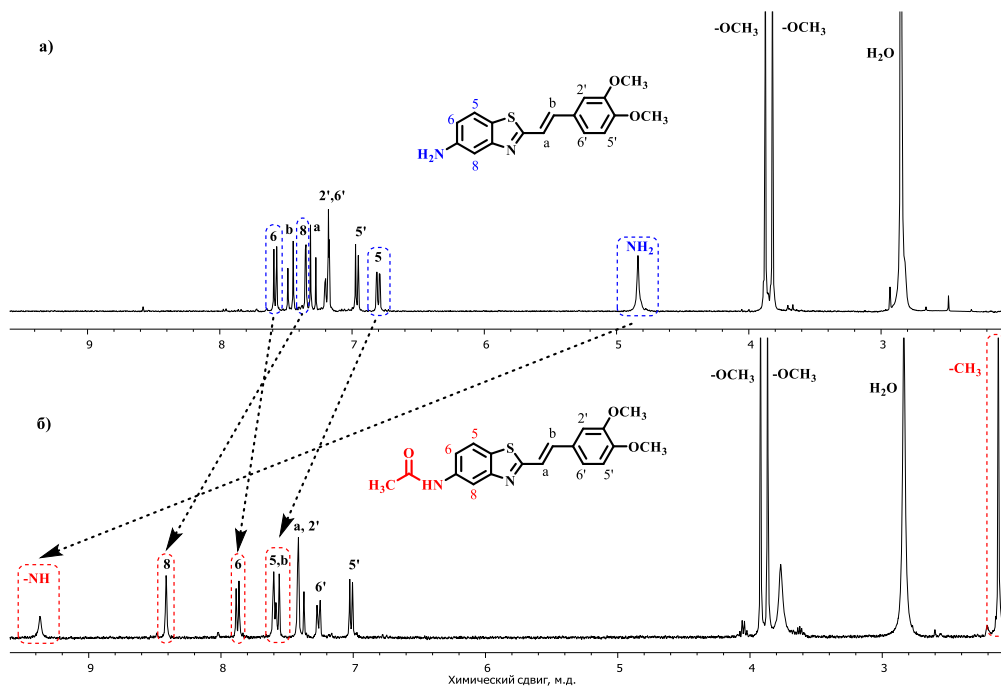 а)
-OCH₃
-OCH₃
H₂O
5
6
H₂N
8
S
N
a
b
2'
6'
5'
OCH₃
OCH₃
6
b
8
a
2',6'
5'
5
NH₂
9
8
7
6
5
4
3
б)
-OCH₃
-OCH₃
H₂O
-CH₃
O
H₃C
HN
6
5
8
S
N
a
b
2'
6'
5'
OCH₃
OCH₃
-NH
8
6
5,b
a, 2'
6'
5'
9
8
7
6
5
4
3
Химический сдвиг, м.д.